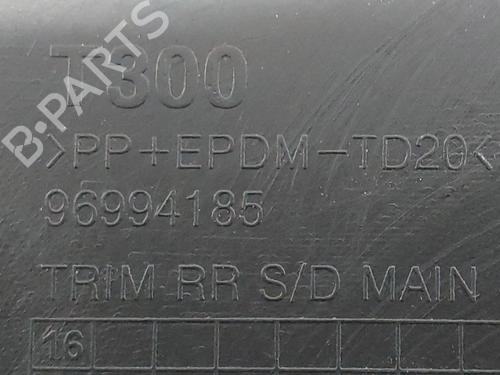 T300
B-PARTS
>PP+EPDM-TD20<
96994185
TRIM RR S/D MAIN
16